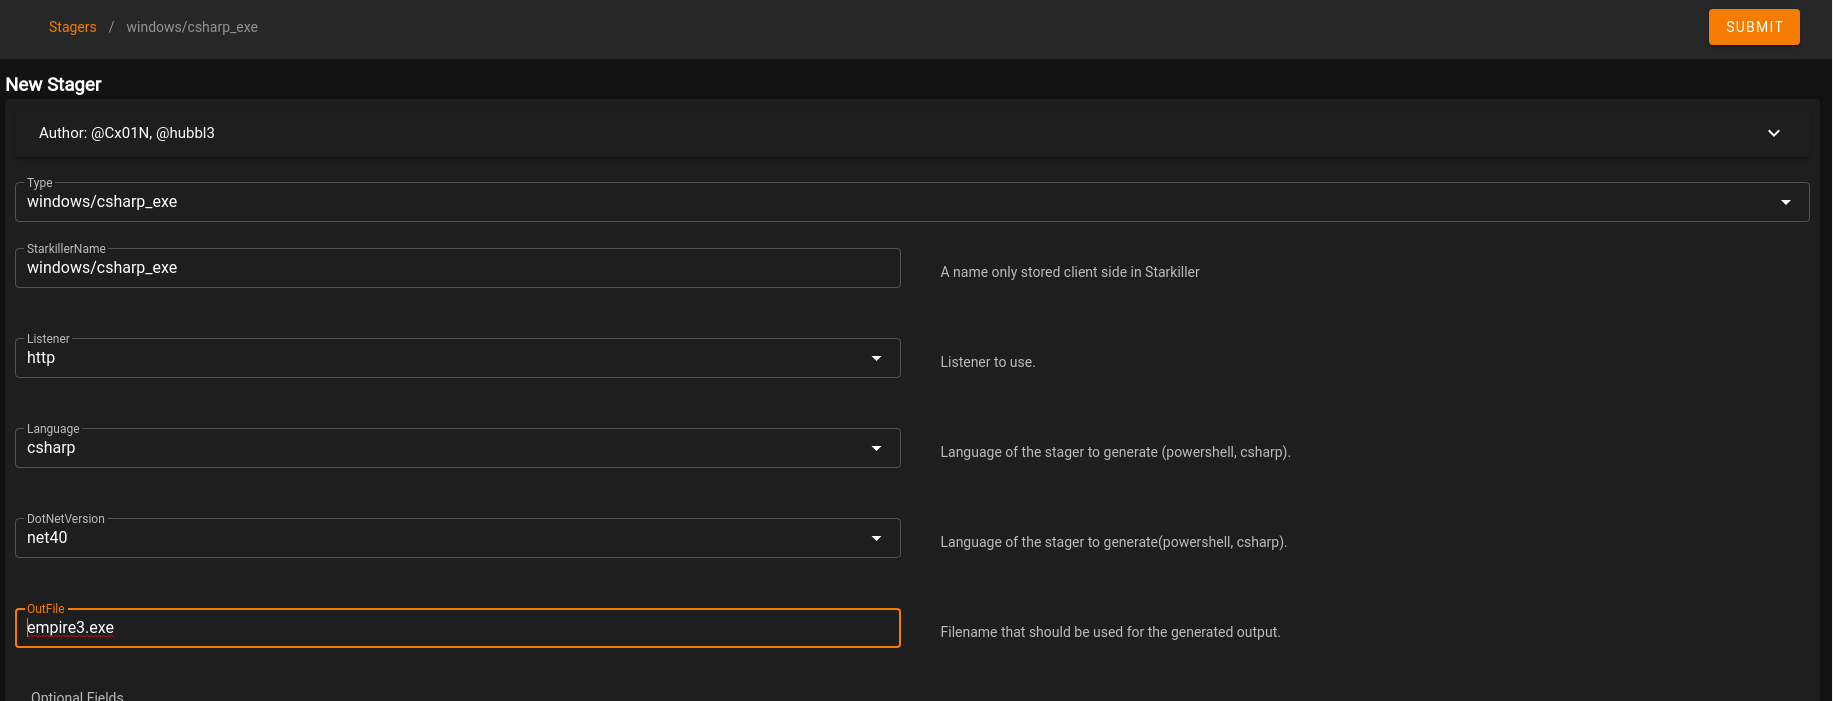 Stagers / windows/csharp_exe
SUBMIT
New Stager
Author: @Cx01N, @hubbl3
Type
windows/csharp_exe
StarkillerName
windows/csharp_exe
A name only stored client side in Starkiller
Listener
http
Listener to use.
Language
csharp
Language of the stager to generate (powershell, csharp).
DotNetVersion
net40
Language of the stager to generate(powershell, csharp).
OutFile
empire3.exe
Filename that should be used for the generated output.
Optional Fields